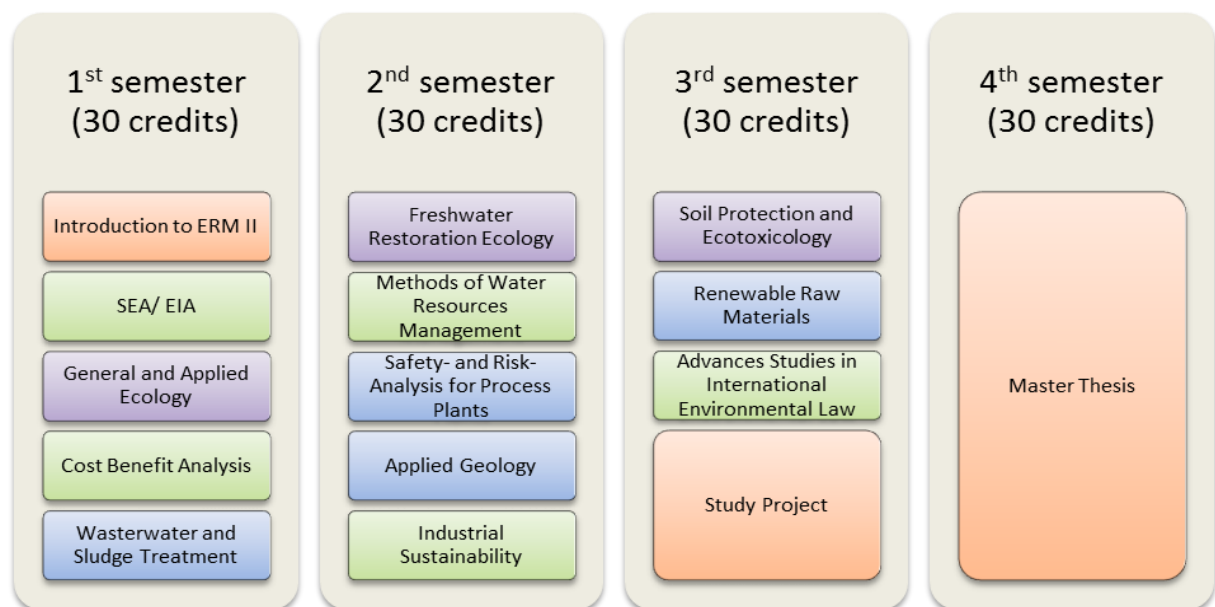 1st semester
(30 credits)
Introduction to ERM II
SEA/ EIA
General and Applied
Ecology
Cost Benefit Analysis
Wasterwater and
Sludge Treatment
2nd semester
(30 credits)
Freshwater
Restoration Ecology
Methods of Water
Resources
Management
Safety- and Risk-
Analysis for Process
Plants
Applied Geology
Industrial
Sustainability
3rd semester
(30 credits)
Soil Protection and
Ecotoxicology
Renewable Raw
Materials
Advances Studies in
International
Environmental Law
Study Project
4th semester
(30 credits)
Master Thesis